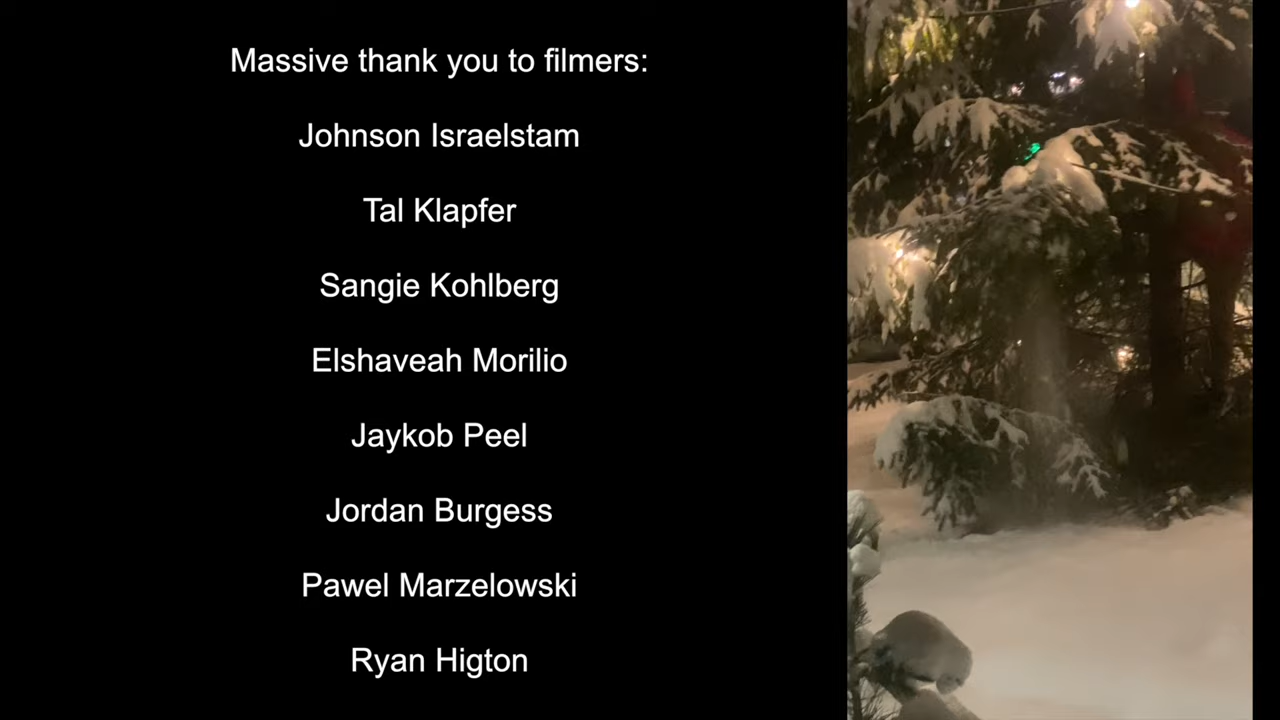 Massive thank you to filmers:
Johnson Israelstam
Tal Klapfer
Sangie Kohlberg
Elshaveah Morilio
Jaykob Peel
Jordan Burgess
Pawel Marzelowski
Ryan Higton